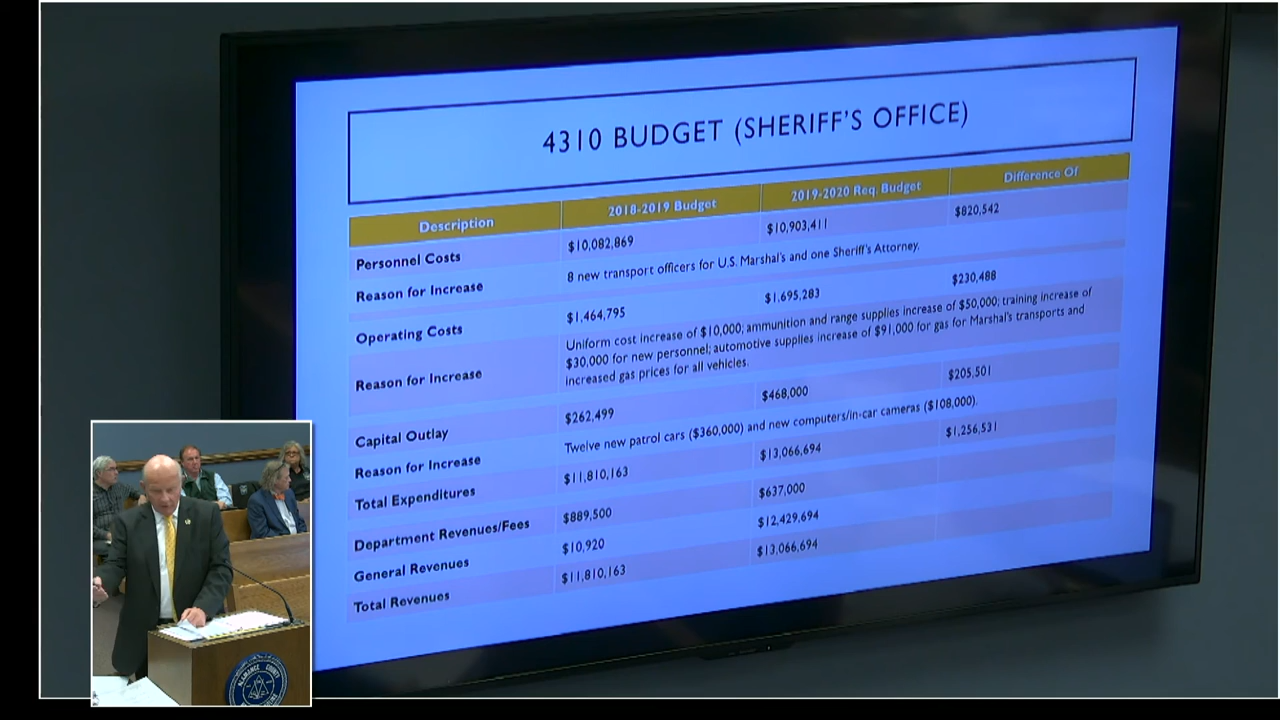 4310 BUDGET (SHERIFF'S OFFICE)
Description 2018-2019 Budget 2019-2020 Req. Budget Difference Of
Personnel Costs $10,082,869 $10,903,411 $820,542
Reason for Increase 8 new transport officers for U.S. Marshal's and one Sheriff's Attorney.
Operating Costs $1,464,795 $1,695,283 $230,488
Reason for Increase Uniform cost increase of $10,000; ammunition and range supplies increase of $50,000; training increase of
$30,000 for new personnel; automotive supplies increase of $91,000 for gas for Marshal's transports and
increased gas prices for all vehicles.
Capital Outlay $262,499 $468,000 $205,501
Reason for Increase Twelve new patrol cars ($360,000) and new computers/in-car cameras ($108,000).
Total Expenditures $11,810,163 $13,066,694 $1,256,531
Department Revenues/Fees $889,500 $637,000
General Revenues $10,920 $12,429,694
Total Revenues $11,810,163 $13,066,694
ALAMANCE COUNTY